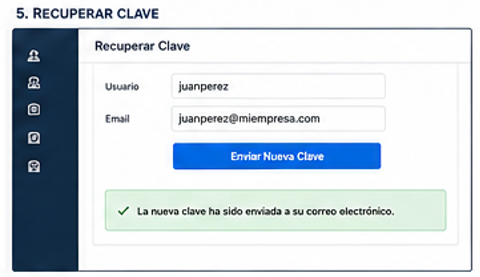 5. RECUPERAR CLAVE
Recuperar Clave
Usuario juanperez
Email juanperez@miempresa.com
Enviar Nueva Clave
La nueva clave ha sido enviada a su correo electrónico.